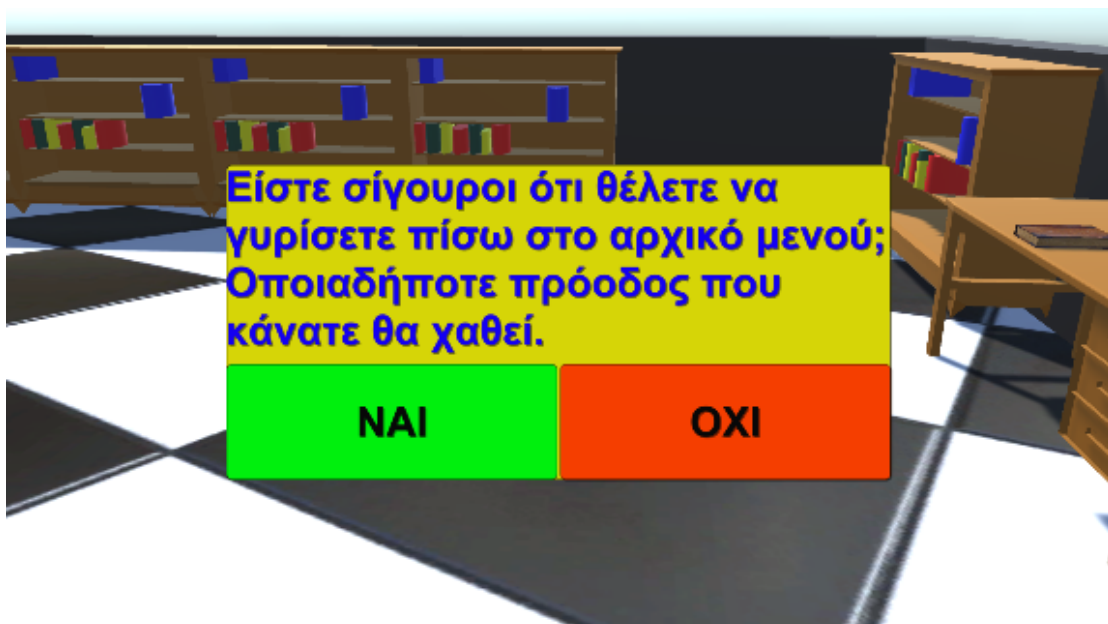 Είστε σίγουροι ότι θέλετε να
γυρίσετε πίσω στο αρχικό μενού;
Οποιαδήποτε πρόοδος που
κάνατε θα χαθεί.
ΝΑΙ
ΟΧΙ